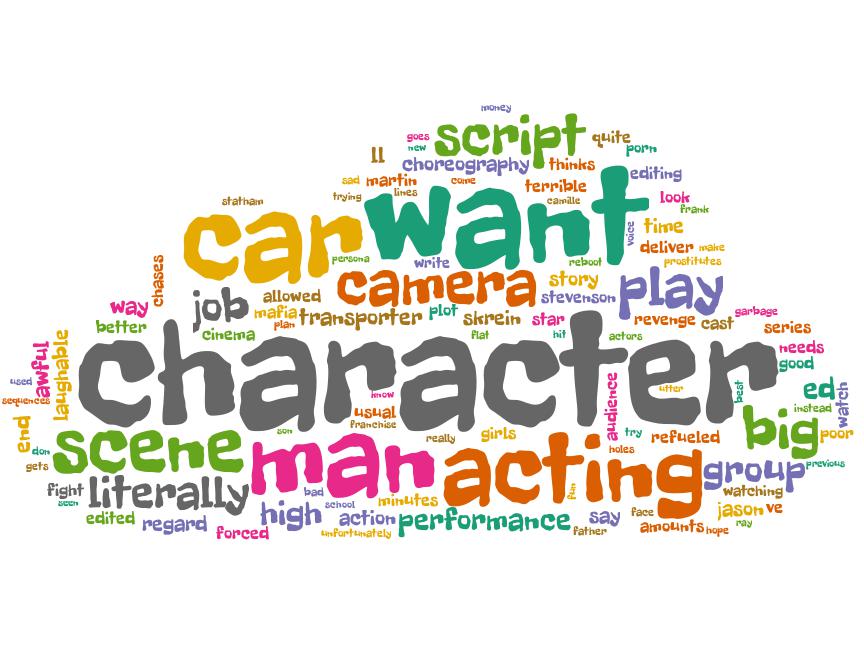 money
goes script quite
new porn
ll choreography thinks
sad martin come terrible editing
trying lines camille look
statham frank
car want voice time
persona deliver make
chases write reboot prostitutes
camera story
way job allowed stevenson play
mafia plot
better plan transporter skrein star revenge cast garbage
cinema flat hit actors series
awful laughable character needs
good
used know utter best ed
sequences usual audience instead watch
franchise
end son really girls try refueled big poor
don scene man acting holes
gets group previous
fight literally bad minutes fun watching
seen school
edited regard high action performance say face jason ve
forced unfortunately father amounts hope ray